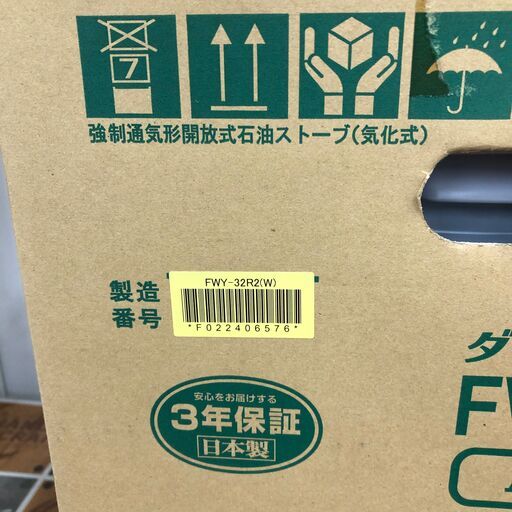 7
強制通気形開放式石油ストーブ(気化式)
製造
番号
FWY-32R2(W)
*F022406576*
安心をお届けする
3年保証
日本製
ダ